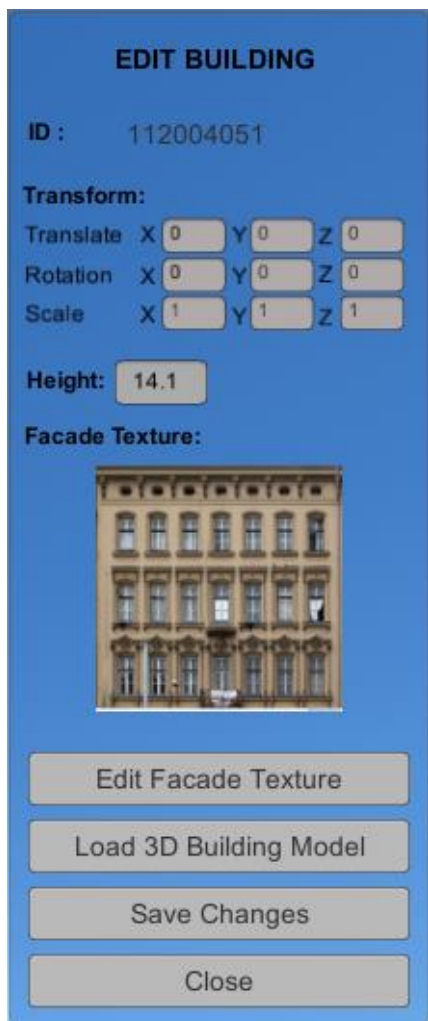 EDIT BUILDING
ID : 112004051
Transform:
Translate X 0 Y 0 Z 0
Rotation X 0 Y 0 Z 0
Scale X 1 Y 1 Z 1
Height: 14.1
Facade Texture:
Edit Facade Texture
Load 3D Building Model
Save Changes
Close